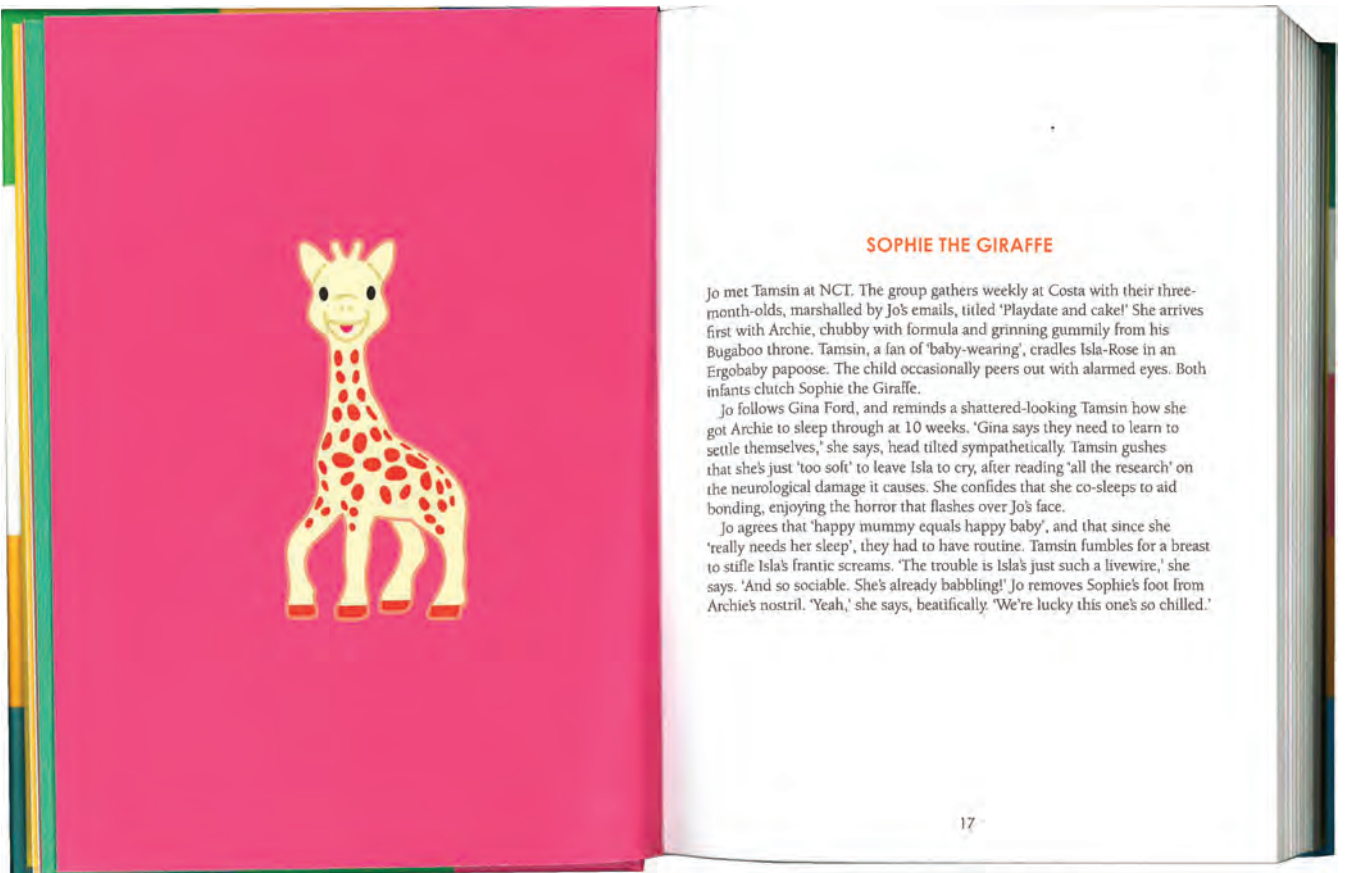 SOPHIE THE GIRAFFE
Jo met Tamsin at NCT. The group gathers weekly at Costa with their three-
month-olds, marshalled by Jo's emails, titled 'Playdate and cake!' She arrives
first with Archie, chubby with formula and grinning gummily from his
Bugaboo throne. Tamsin, a fan of 'baby-wearing', cradles Isla-Rose in an
Ergobaby papoose. The child occasionally peers out with alarmed eyes. Both
infants clutch Sophie the Giraffe.
Jo follows Gina Ford, and reminds a shattered-looking Tamsin how she
got Archie to sleep through at 10 weeks. 'Gina says they need to learn to
settle themselves,' she says, head tilted sympathetically. Tamsin gushes
that she's just 'too soft' to leave Isla to cry, after reading 'all the research' on
the neurological damage it causes. She confides that she co-sleeps to aid
bonding, enjoying the horror that flashes over Jo's face.
Jo agrees that 'happy mummy equals happy baby', and that since she
'really needs her sleep', they had to have routine. Tamsin fumbles for a breast
to stifle Isla's frantic screams. 'The trouble is Isla's just such a livewire,' she
says. 'And so sociable. She's already babbling!' Jo removes Sophie's foot from
Archie's nostril. 'Yeah,' she says, beatifically. 'We're lucky this one's so chilled.'
17